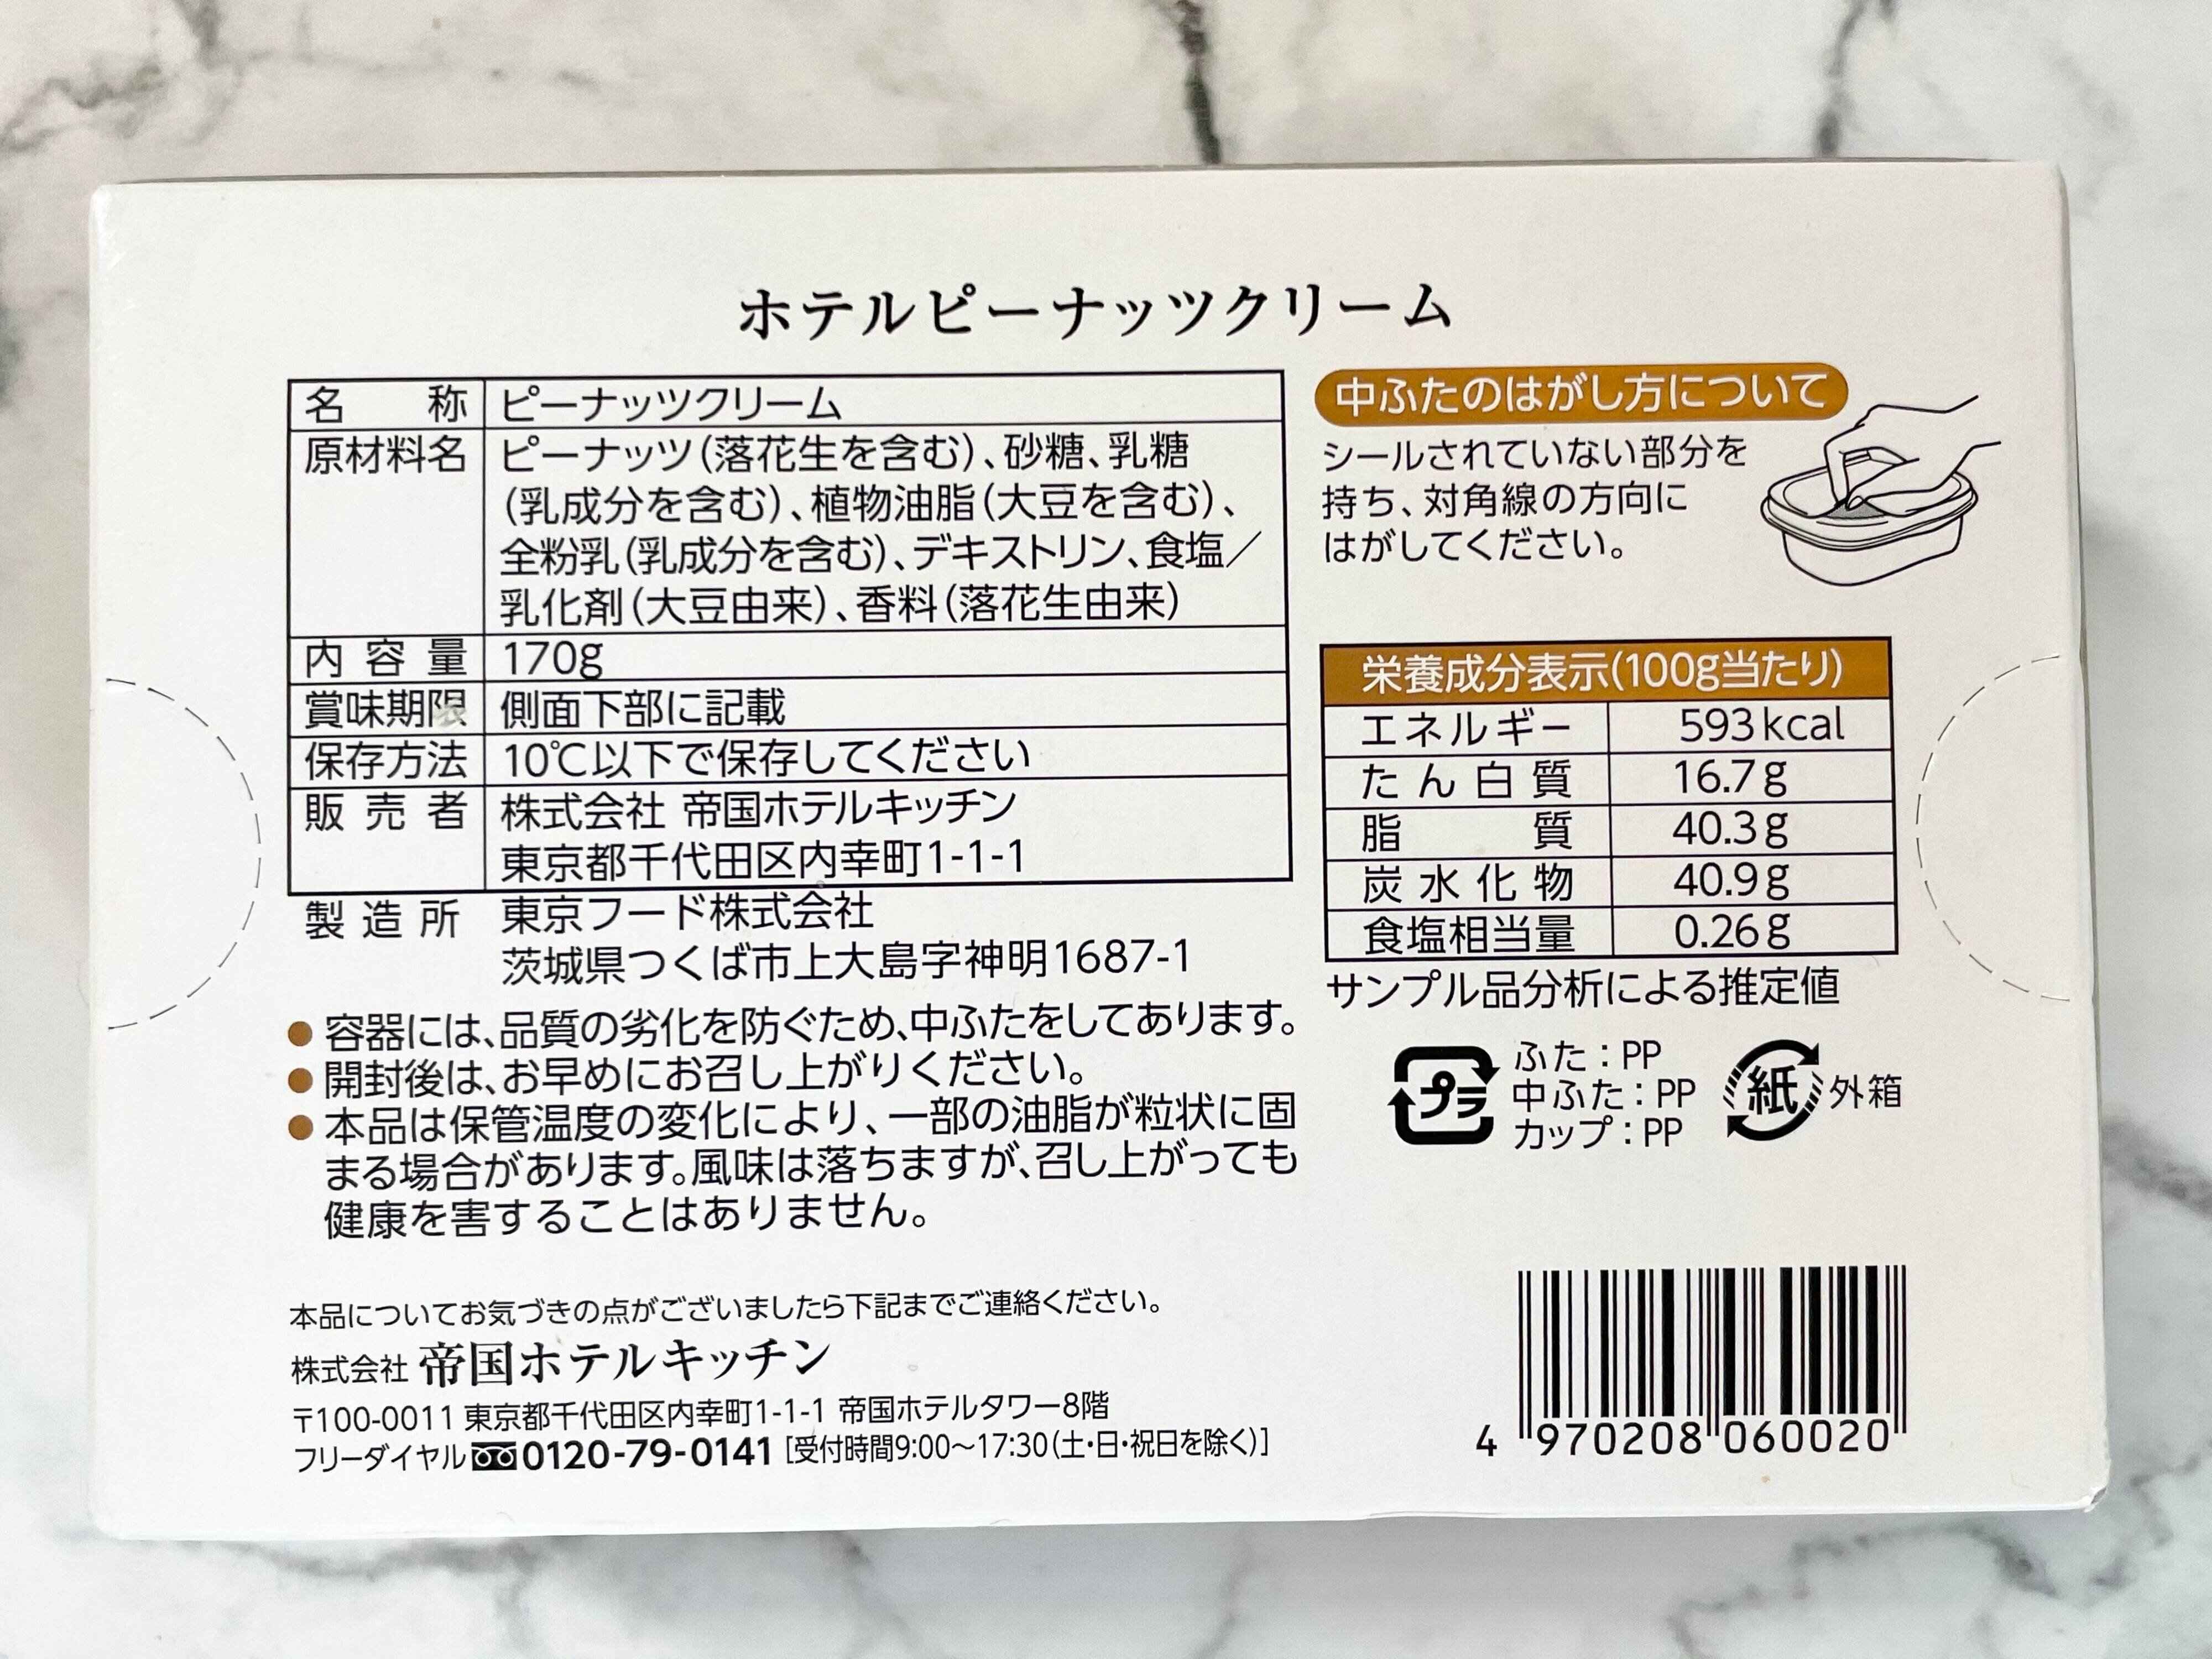 ホテルピーナッツクリーム
名称 ピーナッツクリーム
原材料名 ピーナッツ(落花生を含む)、砂糖、乳糖
(乳成分を含む)、植物油脂(大豆を含む)、
全粉乳(乳成分を含む)、デキストリン、食塩／
乳化剤(大豆由来)、香料(落花生由来)
内容量 170g
賞味期限 側面下部に記載
保存方法 10℃以下で保存してください
販売者 株式会社 帝国ホテルキッチン
東京都千代田区内幸町1-1-1
製造所 東京フード株式会社
茨城県つくば市上大島字神明1687-1
●容器には、品質の劣化を防ぐため、中ふたをしてあります。
●開封後は、お早めにお召し上がりください。
●本品は保管温度の変化により、一部の油脂が粒状に固
まる場合があります。風味は落ちますが、召し上がっても
健康を害することはありません。
中ふたのはがし方について
シールされていない部分を
持ち、対角線の方向に
はがしてください。
栄養成分表示(100g当たり)
エネルギー 593kcal
たん白質 16.7g
脂質 40.3g
炭水化物 40.9g
食塩相当量 0.26g
サンプル品分析による推定値
プラ
ふた：PP
中ふた：PP
カップ：PP
紙 外箱
本品についてお気づきの点がございましたら下記までご連絡ください。
株式会社 帝国ホテルキッチン
〒100-0011 東京都千代田区内幸町1-1-1 帝国ホテルタワー8階
フリーダイヤル 0120-79-0141 [受付時間9:00〜17:30(土・日・祝日を除く)]
4 970208 060020